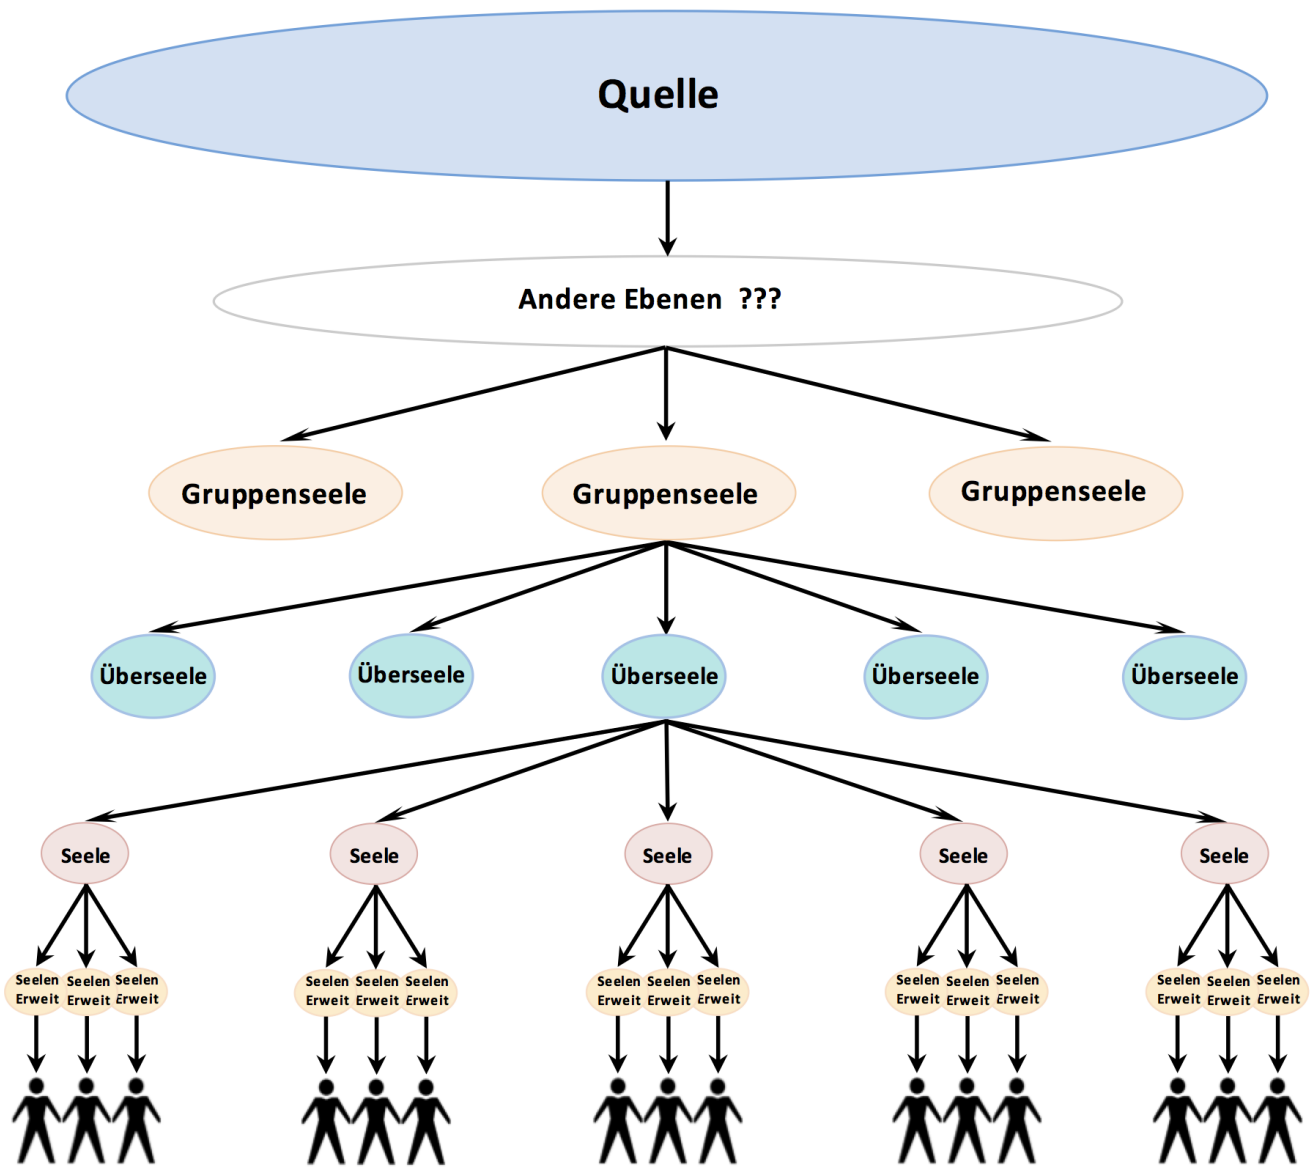 Quelle
Andere Ebenen ???
Gruppenseele Gruppenseele Gruppenseele
Überseele Überseele Überseele Überseele Überseele
Seele Seele Seele Seele Seele
Seelen Seelen Seelen Seelen Seelen Seelen Seelen Seelen Seelen Seelen Seelen Seelen Seelen Seelen Seelen
Erweit Erweit Erweit Erweit Erweit Erweit Erweit Erweit Erweit Erweit Erweit Erweit Erweit Erweit Erweit